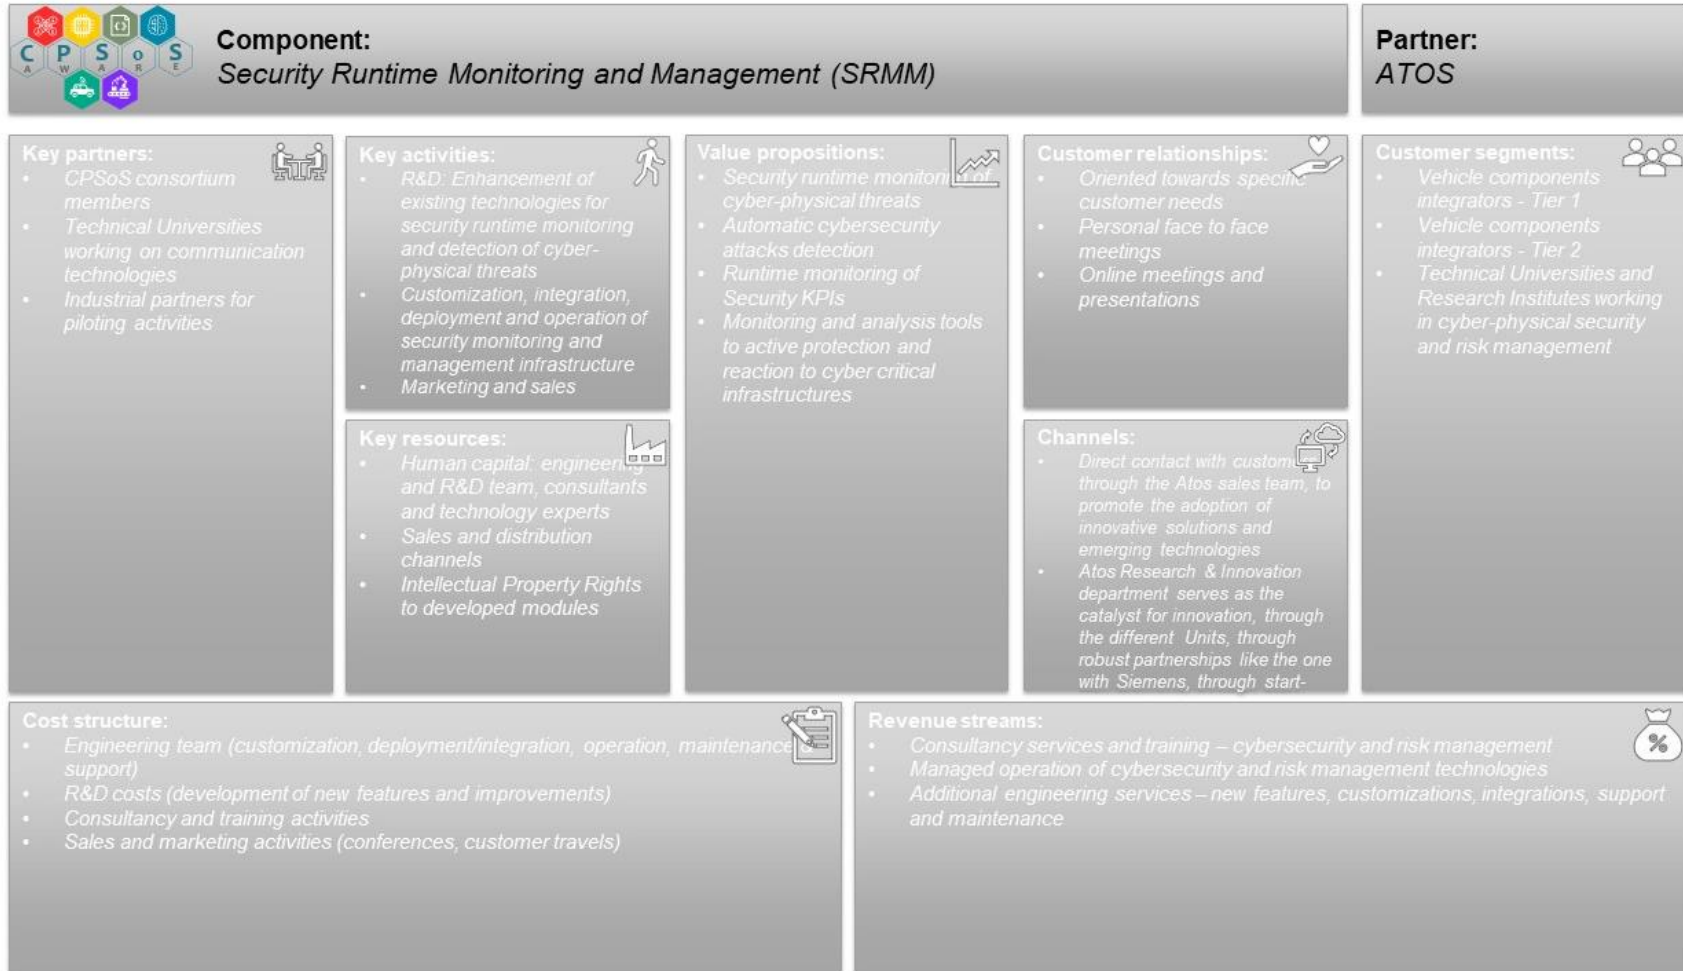 C P S o S
A W A R E
Component:
Security Runtime Monitoring and Management (SRMM)
Partner:
ATOS
Key partners:
• CPSoS consortium
members
• Technical Universities
working on communication
technologies
• Industrial partners for
piloting activities
Key activities:
• R&D: Enhancement of
existing technologies for
security runtime monitoring
and detection of cyber-
physical threats
• Customization, integration,
deployment and operation of
security monitoring and
management infrastructure
• Marketing and sales
Key resources:
• Human capital: engineering
and R&D team, consultants
and technology experts
• Sales and distribution
channels
• Intellectual Property Rights
to developed modules
Value propositions:
• Security runtime monitoring of
cyber-physical threats
• Automatic cybersecurity
attacks detection
• Runtime monitoring of
Security KPIs
• Monitoring and analysis tools
to active protection and
reaction to cyber critical
infrastructures
Customer relationships:
• Oriented towards specific
customer needs
• Personal face to face
meetings
• Online meetings and
presentations
Channels:
• Direct contact with customers
through the Atos sales team, to
promote the adoption of
innovative solutions and
emerging technologies
• Atos Research & Innovation
department serves as the
catalyst for innovation, through
the different Units, through
robust partnerships like the one
with Siemens, through start-
Customer segments:
• Vehicle components
integrators - Tier 1
• Vehicle components
integrators - Tier 2
• Technical Universities and
Research Institutes working
in cyber-physical security
and risk management
Cost structure:
• Engineering team (customization, deployment/integration, operation, maintenance
support)
• R&D costs (development of new features and improvements)
• Consultancy and training activities
• Sales and marketing activities (conferences, customer travels)
Revenue streams:
%
• Consultancy services and training – cybersecurity and risk management
• Managed operation of cybersecurity and risk management technologies
• Additional engineering services – new features, customizations, integrations, support
and maintenance